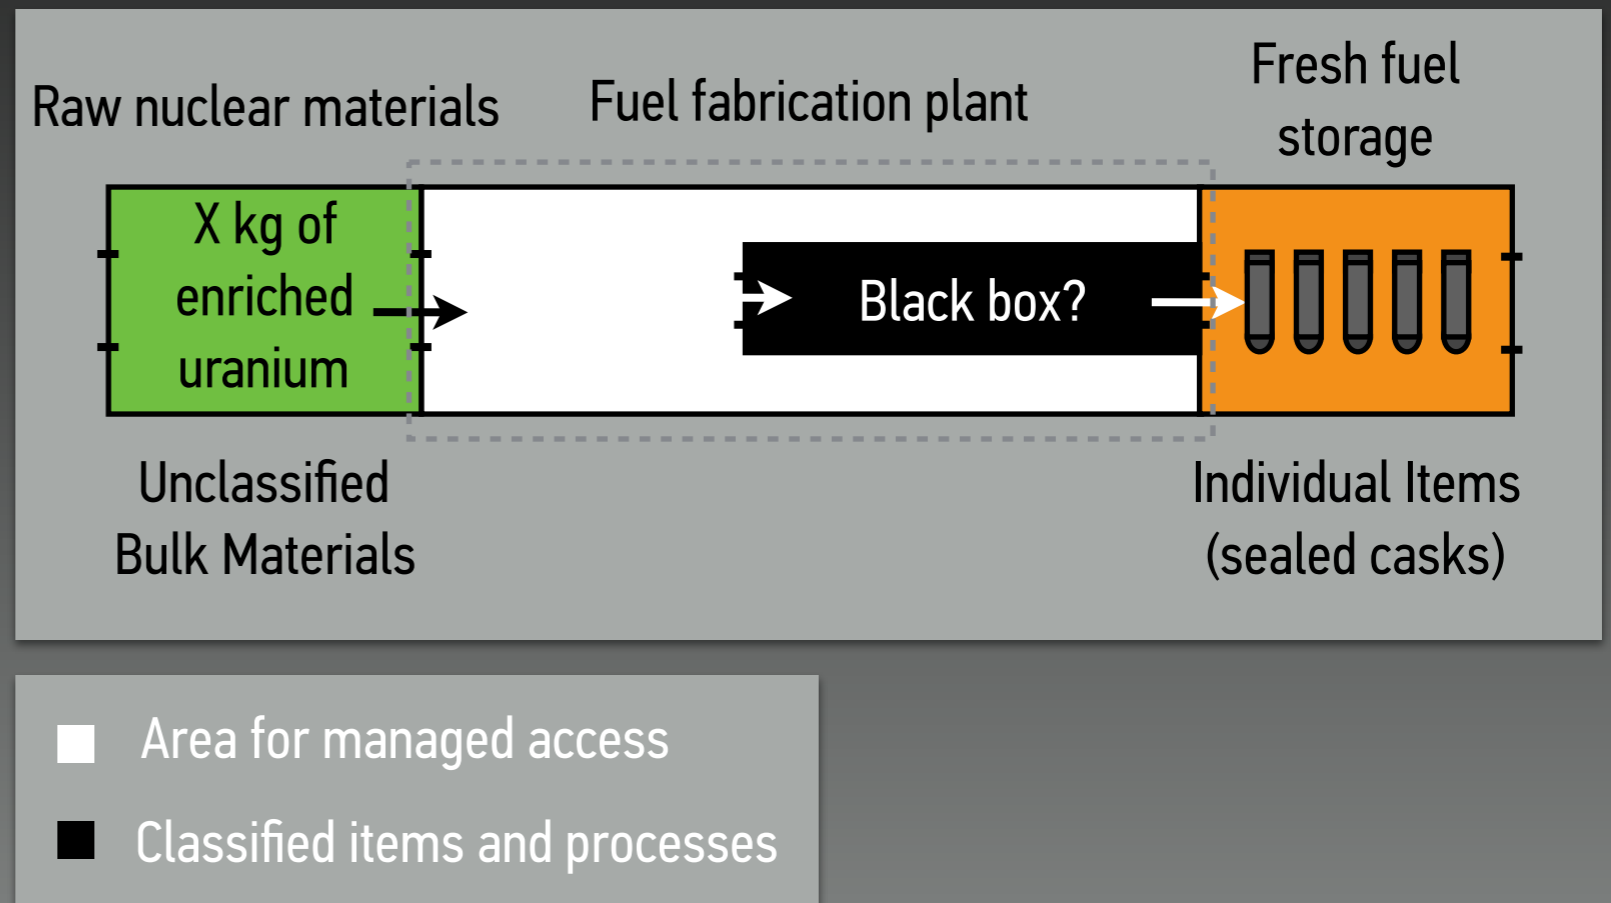 Raw nuclear materials
Fuel fabrication plant
Fresh fuel
storage
X kg of
enriched
uranium
Black box?
Unclassified
Bulk Materials
Individual Items
(sealed casks)
Area for managed access
Classified items and processes